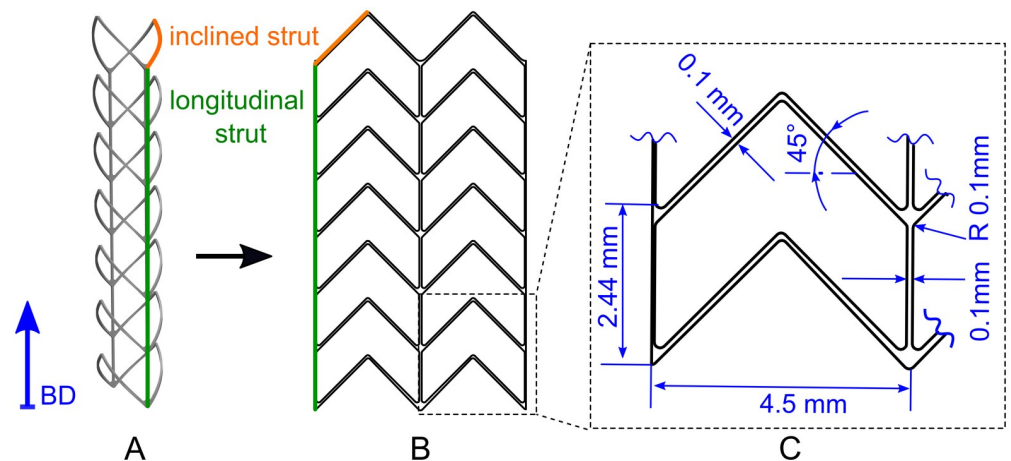 inclined strut
longitudinal
strut
BD
A
B
0.1 mm
45°
R 0.1mm
2.44 mm
0.1mm
4.5 mm
C